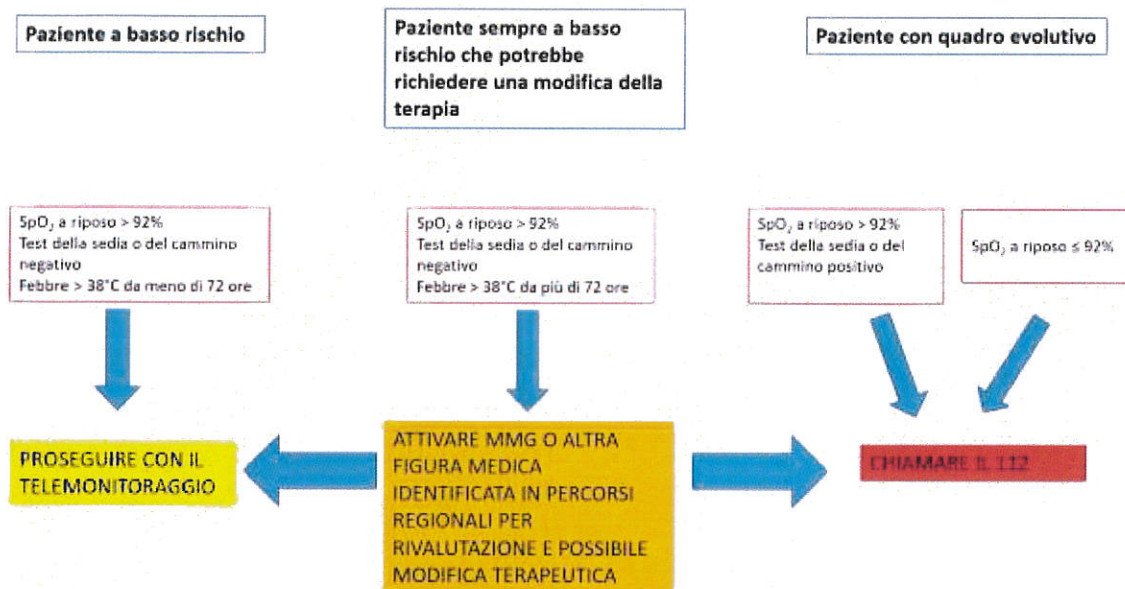 Paziente a basso rischio
Paziente sempre a basso
rischio che potrebbe
richiedere una modifica della
terapia
Paziente con quadro evolutivo
SpO₂ a riposo > 92%
Test della sedia o del cammino
negativo
Febbre > 38°C da meno di 72 ore
SpO₂ a riposo > 92%
Test della sedia o del cammino
negativo
Febbre > 38°C da più di 72 ore
SpO₂ a riposo > 92%
Test della sedia o del
cammino positivo
SpO₂ a riposo ≤ 92%
PROSEGUIRE CON IL
TELEMONITORAGGIO
ATTIVARE MMG O ALTRA
FIGURA MEDICA
IDENTIFICATA IN PERCORSI
REGIONALI PER
RIVALUTAZIONE E POSSIBILE
MODIFICA TERAPEUTICA
CHIAMARE IL 112